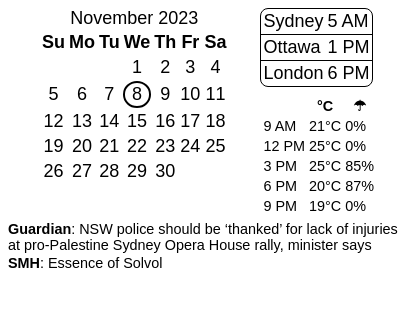 November 2023
Su Mo Tu We Th Fr Sa
1 2 3 4
5 6 7 8 9 10 11
12 13 14 15 16 17 18
19 20 21 22 23 24 25
26 27 28 29 30
Sydney 5 AM
Ottawa 1 PM
London 6 PM
°C ☂
9 AM 21°C 0%
12 PM 25°C 0%
3 PM 25°C 85%
6 PM 20°C 87%
9 PM 19°C 0%
Guardian: NSW police should be ‘thanked’ for lack of injuries
at pro-Palestine Sydney Opera House rally, minister says
SMH: Essence of Solvol